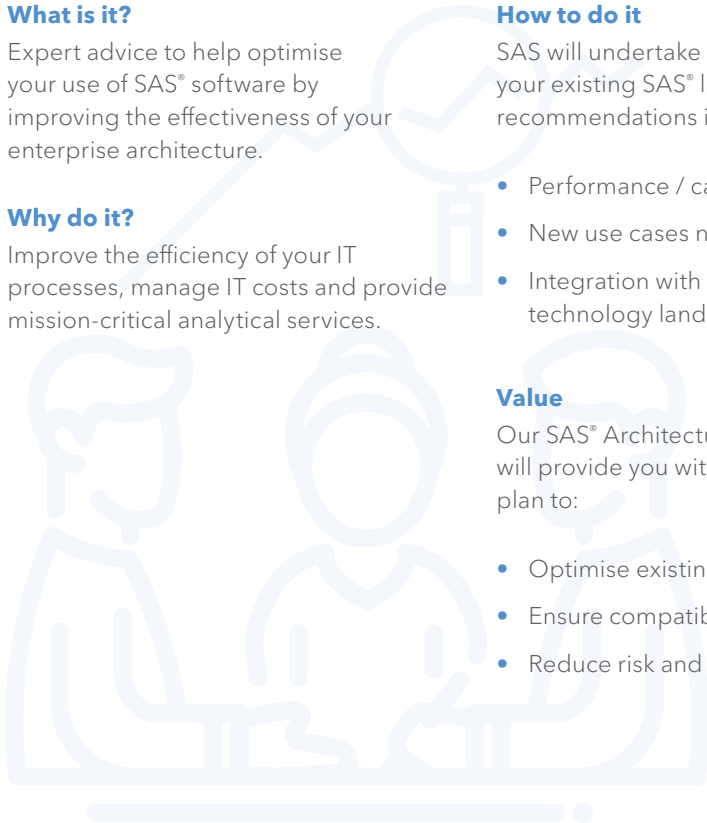 What is it?
Expert advice to help optimise
your use of SAS® software by
improving the effectiveness of your
enterprise architecture.
Why do it?
Improve the efficiency of your IT
processes, manage IT costs and provide
mission-critical analytical services.
How to do it
SAS will undertake
your existing SAS®
recommendations
• Performance /
• New use cases
• Integration with
technology
Value
Our SAS®
will provide you
plan to:
• Optimise
• Ensure
• Reduce risk and